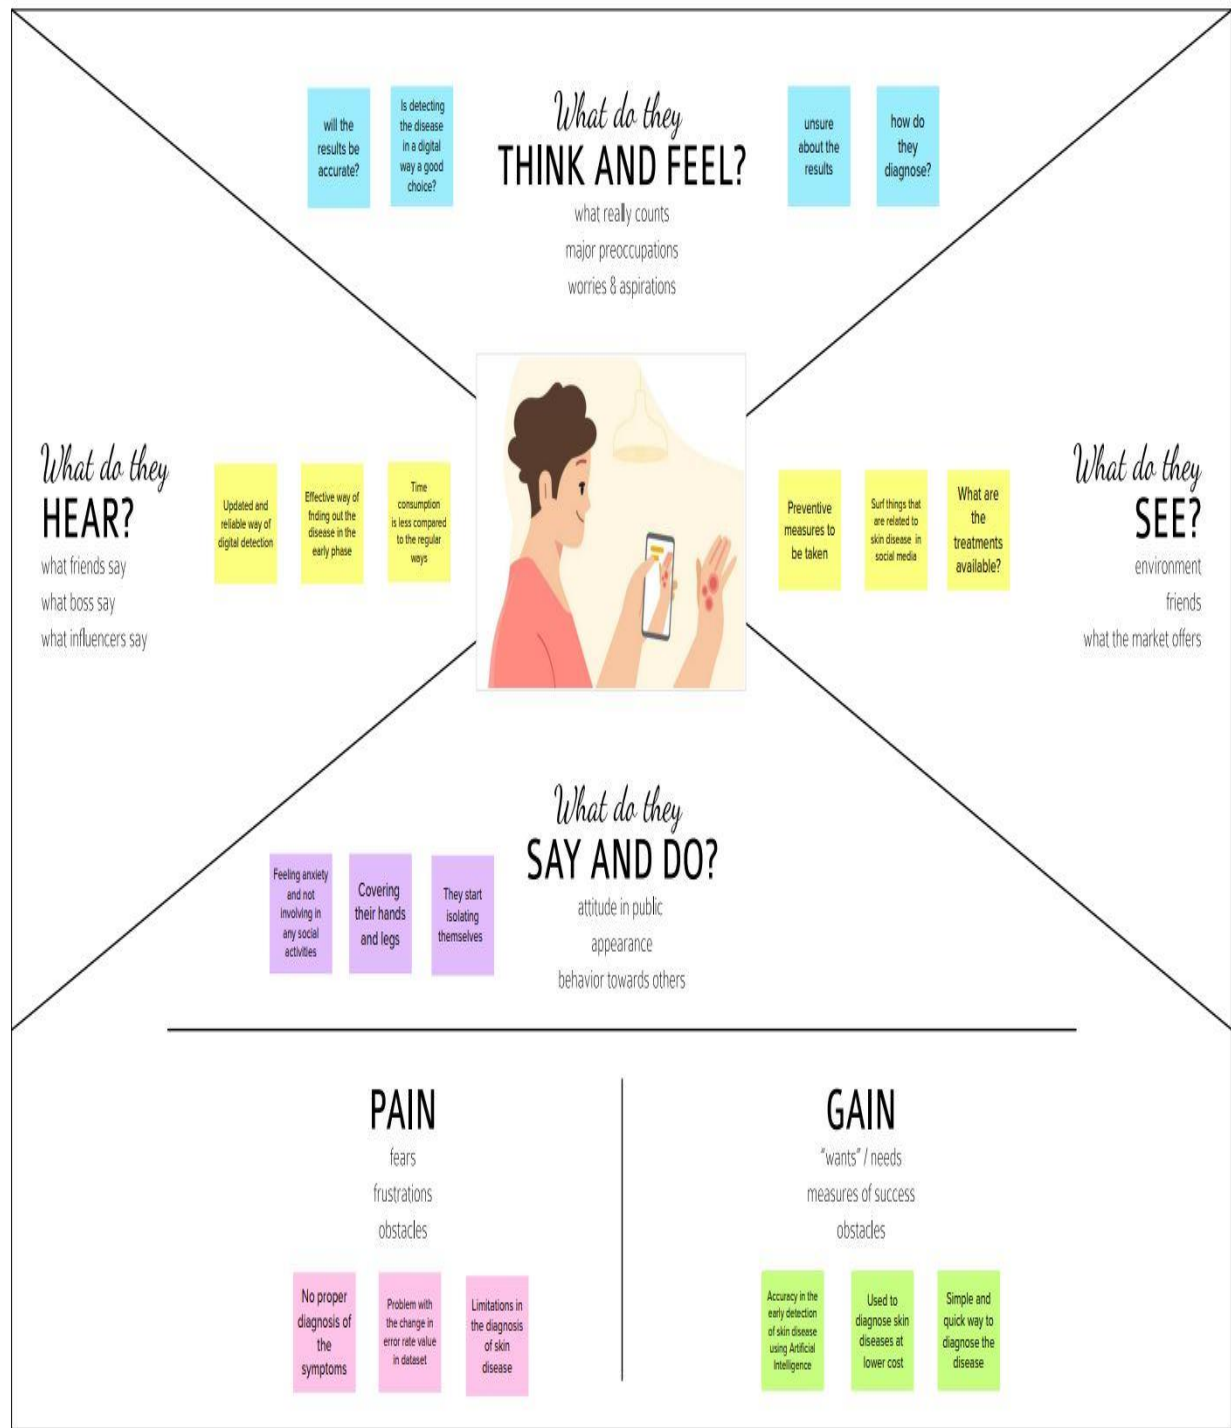 will the
results be
accurate?
Is detecting
the disease
in a digital
way a good
choice?
What do they
THINK AND FEEL?
what really counts
major preoccupations
worries & aspirations
unsure
about the
results
how do
they
diagnose?
What do they
HEAR?
what friends say
what boss say
what influencers say
Updated and
reliable way of
digital detection
Effective way of
fnding out the
disease in the
early phase
Time
consumption
is less compared
to the regular
ways
Preventive
measures to
be taken
Surf things that
are related to
skin disease in
social media
What are
the
treatments
available?
What do they
SEE?
environment
friends
what the market offers
Feeling anxiety
and not
involving in
any social
activities
Covering
their hands
and legs
They start
isolating
themselves
What do they
SAY AND DO?
attitude in public
appearance
behavior towards others
PAIN
fears
frustrations
obstacles
No proper
diagnosis of
the
symptoms
Problem with
the change in
error rate value
in dataset
Limitations in
the diagnosis
of skin
disease
GAIN
"wants" / needs
measures of success
obstacles
Accuracy in the
early detection
of skin disease
using Artificial
Intelligence
Used to
diagnose skin
diseases at
lower cost
Simple and
quick way to
diagnose the
disease